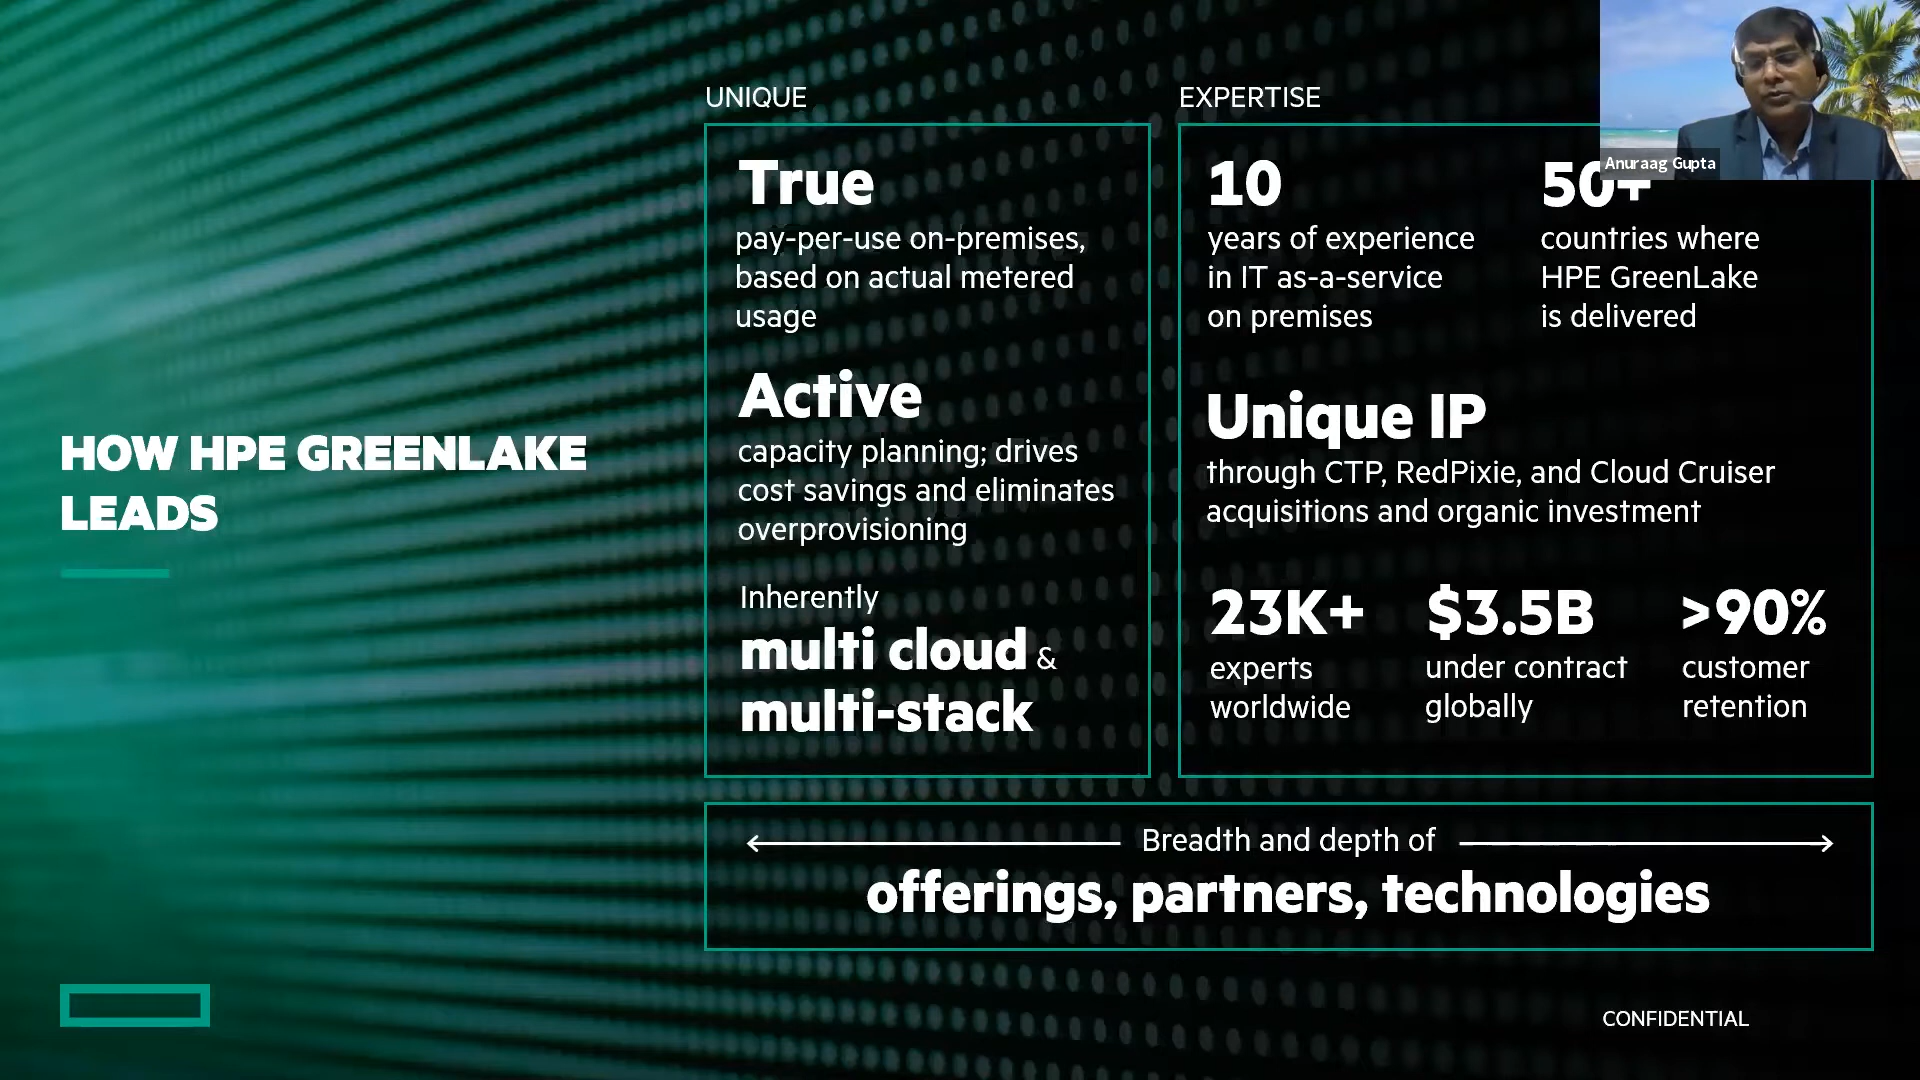 HOW HPE GREENLAKE
LEADS
UNIQUE
True
pay-per-use on-premises,
based on actual metered
usage
Active
capacity planning; drives
cost savings and eliminates
overprovisioning
Inherently
multi cloud &
multi-stack
EXPERTISE
10
years of experience
in IT as-a-service
on premises
50+
countries where
HPE GreenLake
is delivered
Unique IP
through CTP, RedPixie, and Cloud Cruiser
acquisitions and organic investment
23K+
experts
worldwide
$3.5B
under contract
globally
>90%
customer
retention
Breadth and depth of
offerings, partners, technologies
CONFIDENTIAL
Anuraag Gupta